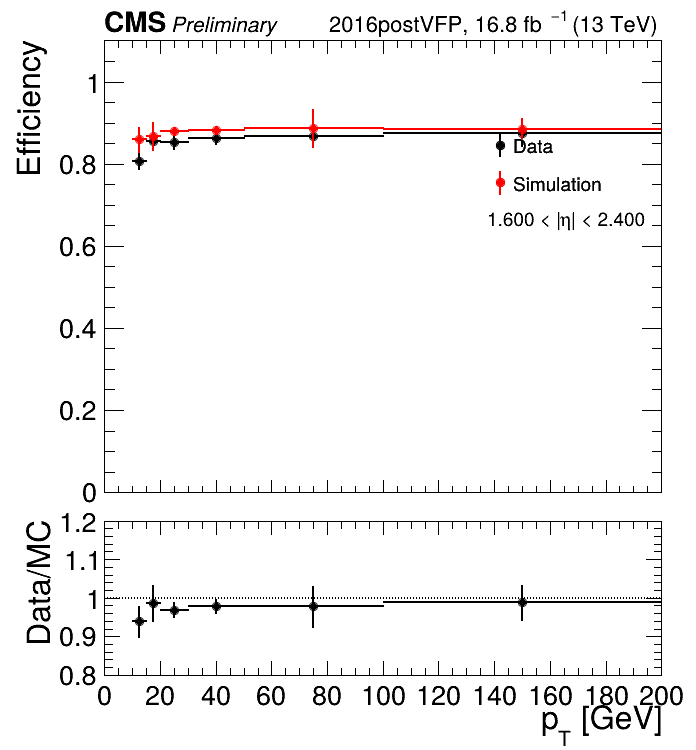 CMS Preliminary 2016postVFP, 16.8 fb⁻¹ (13 TeV)
Efficiency
1
0.8
0.6
0.4
0.2
0
Data
Simulation
1.600 < |η| < 2.400
Data/MC
1.2
1.1
1
0.9
0.8
0 20 40 60 80 100 120 140 160 180 200
p_T [GeV]